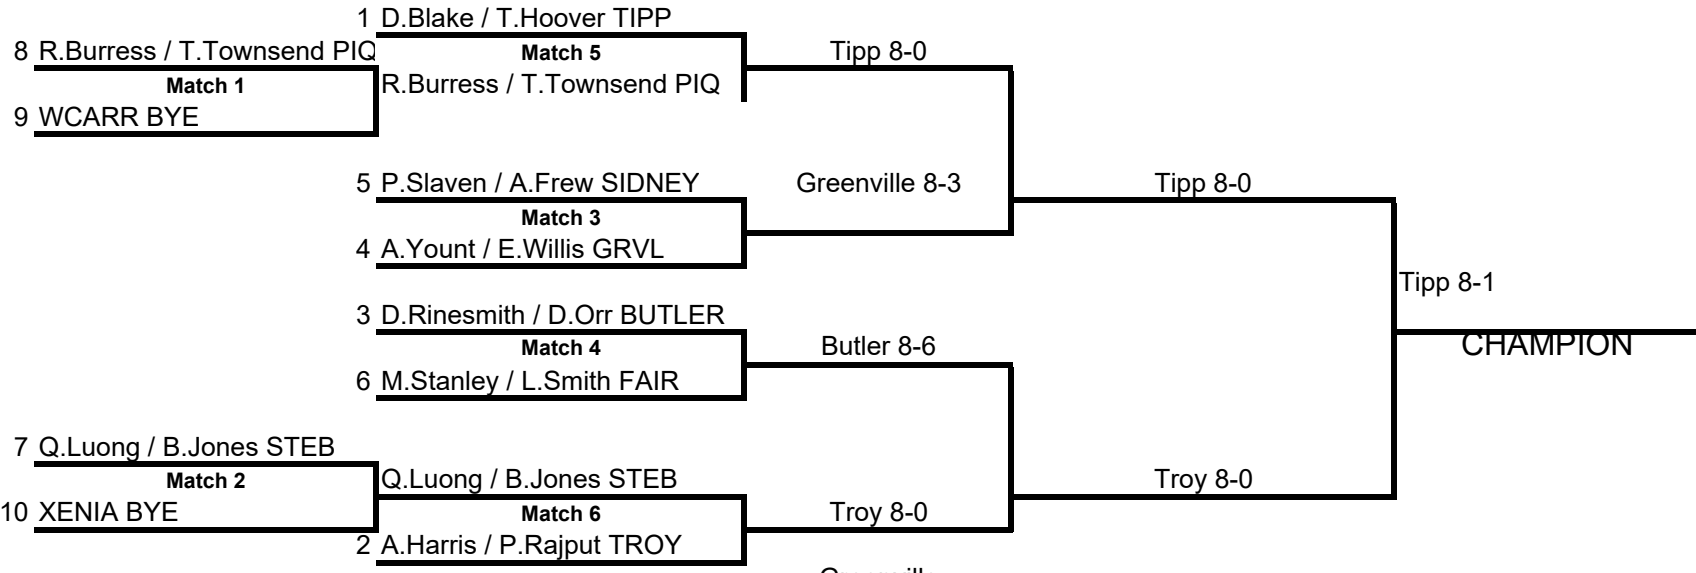 1 D.Blake / T.Hoover TIPP
8 R.Burress / T.Townsend PIQ
Match 5
Tipp 8-0
Match 1
R.Burress / T.Townsend PIQ
9 WCARR BYE
5 P.Slaven / A.Frew SIDNEY
Greenville 8-3
Tipp 8-0
Match 3
4 A.Yount / E.Willis GRVL
Tipp 8-1
3 D.Rinesmith / D.Orr BUTLER
CHAMPION
Match 4
Butler 8-6
6 M.Stanley / L.Smith FAIR
7 Q.Luong / B.Jones STEB
Match 2
Q.Luong / B.Jones STEB
Troy 8-0
10 XENIA BYE
Match 6
Troy 8-0
2 A.Harris / P.Rajput TROY